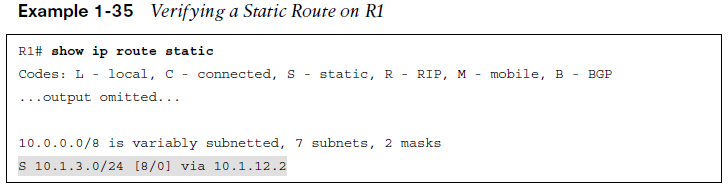 Example 1-35 Verifying a Static Route on R1
R1# show ip route static
Codes: L - local, C - connected, S - static, R - RIP, M - mobile, B - BGP
...output omitted...
10.0.0.0/8 is variably subnetted, 7 subnets, 2 masks
S 10.1.3.0/24 [8/0] via 10.1.12.2